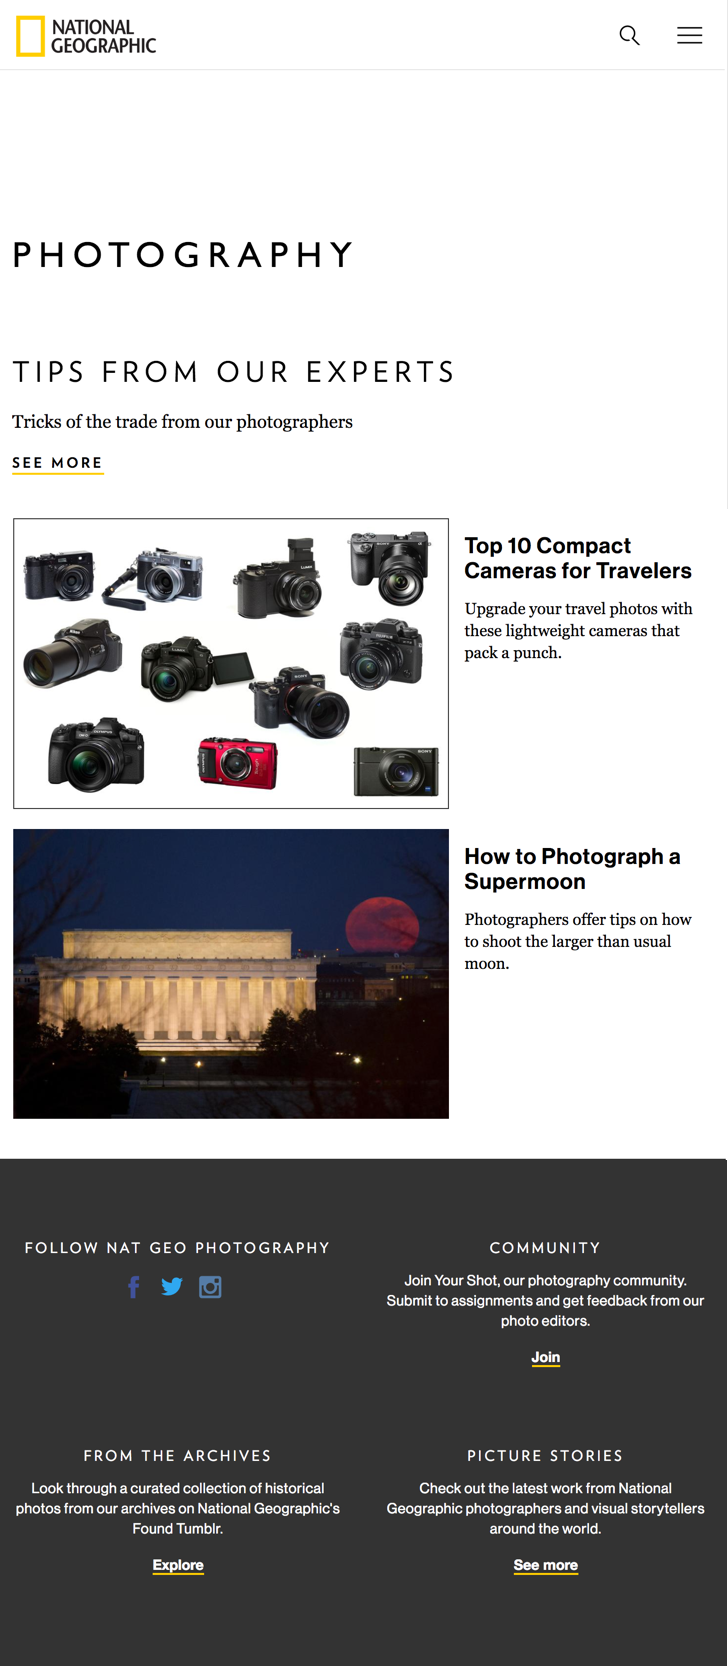 NATIONAL
GEOGRAPHIC
PHOTOGRAPHY
TIPS FROM OUR EXPERTS
Tricks of the trade from our photographers
SEE MORE
Top 10 Compact
Cameras for Travelers
Upgrade your travel photos with
these lightweight cameras that
pack a punch.
How to Photograph a
Supermoon
Photographers offer tips on how
to shoot the larger than usual
moon.
FOLLOW NAT GEO PHOTOGRAPHY
COMMUNITY
Join Your Shot, our photography community.
Submit to assignments and get feedback from our
photo editors.
Join
FROM THE ARCHIVES
Look through a curated collection of historical
photos from our archives on National Geographic's
Found Tumblr.
Explore
PICTURE STORIES
Check out the latest work from National
Geographic photographers and visual storytellers
around the world.
See more